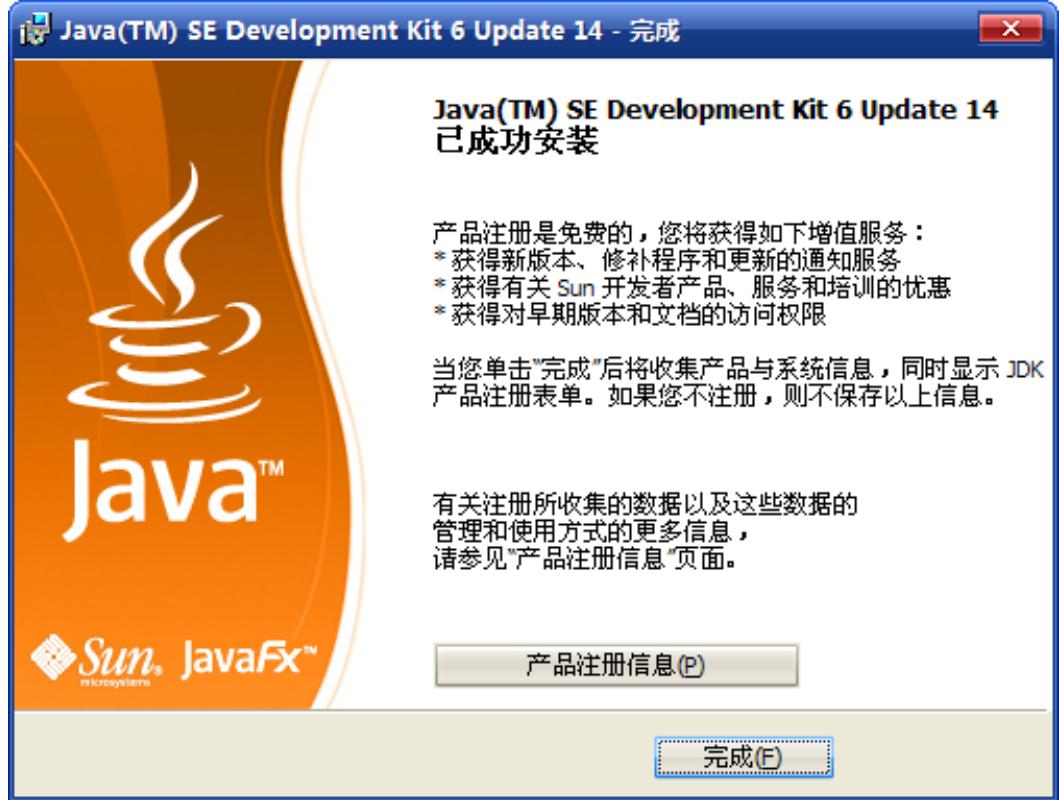 Java(TM) SE Development Kit 6 Update 14 - 完成
Java(TM) SE Development Kit 6 Update 14
已成功安装
产品注册是免费的，您将获得如下增值服务：
* 获得新版本、修补程序和更新的通知服务
* 获得有关 Sun 开发者产品、服务和培训的优惠
* 获得对早期版本和文档的访问权限
当您单击"完成"后将收集产品与系统信息，同时显示 JDK
产品注册表单。如果您不注册，则不保存以上信息。
有关注册所收集的数据以及这些数据的
管理和使用方式的更多信息，
请参见"产品注册信息"页面。
Java™
Sun® microsystems JavaFX™
产品注册信息(P)
完成(F)